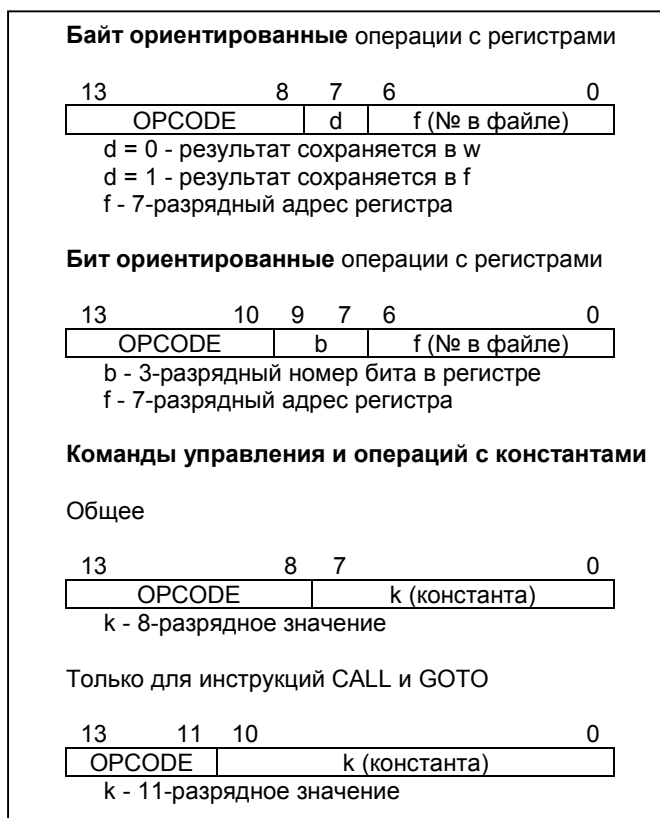 Байт ориентированные операции с регистрами
13 8 7 6 0
OPCODE d f (№ в файле)
d = 0 - результат сохраняется в w
d = 1 - результат сохраняется в f
f - 7-разрядный адрес регистра
Бит ориентированные операции с регистрами
13 10 9 7 6 0
OPCODE b f (№ в файле)
b - 3-разрядный номер бита в регистре
f - 7-разрядный адрес регистра
Команды управления и операций с константами
Общее
13 8 7 0
OPCODE k (константа)
k - 8-разрядное значение
Только для инструкций CALL и GOTO
13 11 10 0
OPCODE k (константа)
k - 11-разрядное значение